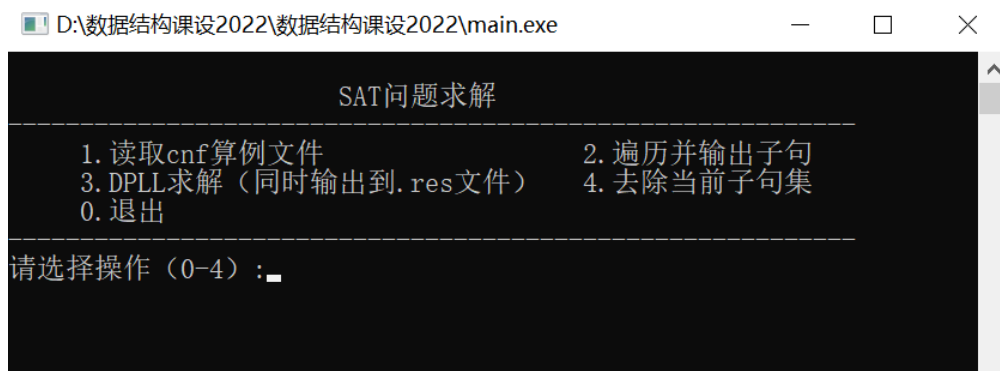 D:\数据结构课设2022\数据结构课设2022\main.exe
SAT问题求解
------------------------------------------------------------
1.读取cnf算例文件 2.遍历并输出子句
3.DPLL求解（同时输出到.res文件） 4.去除当前子句集
0.退出
------------------------------------------------------------
请选择操作（0-4）: